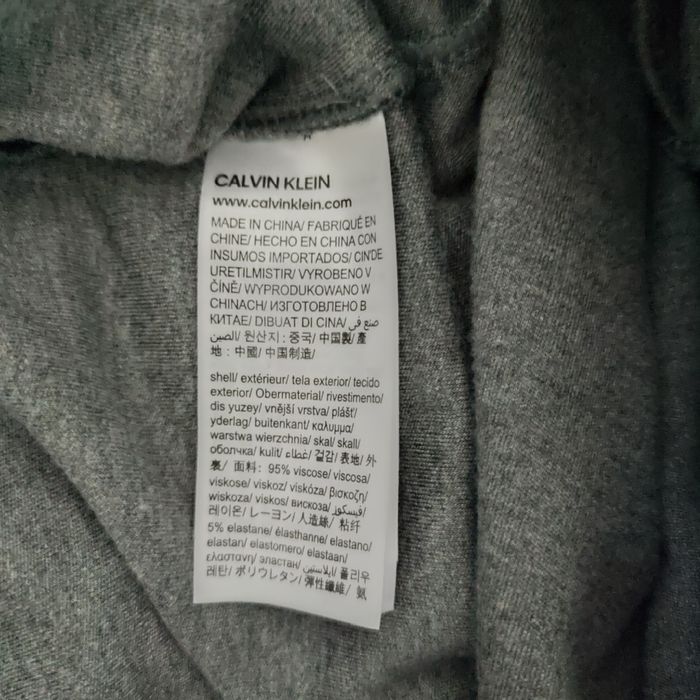 CALVIN KLEIN
www.calvinklein.com
MADE IN CHINA/ FABRIQUÉ EN
CHINE/ HECHO EN CHINA CON
INSUMOS IMPORTADOS/ CIN'DE
URETILMISTIR/ VYROBENO V
ČÍNĚ/ WYPRODUKOWANO W
CHINACH/ ИЗГОТОВЛЕНО В
КИТАЕ/ DIBUAT DI CINA/ صنع في
الصين/ 원산지 : 중국/ 中国製/ 產
地 : 中國/ 中国制造/
shell/ extérieur/ tela exterior/ tecido
exterior/ Obermaterial/ rivestimento/
dis yuzey/ vnější vrstva/ plášť/
yderlag/ buitenkant/ καλυμμα/
warstwa wierzchnia/ skal/ skall/
оболчка/ kulit/ غطاء/ 겉감/ 表地/ 外
裏/ 面料 : 95% viscose/ viscosa/
viskose/ viskoz/ viskóza/ βισκοζη/
wiskoza/ viskos/ вискоза/ فيسكوز/
레이온/ レーヨン/ 人造絲/ 粘纤
5% elastane/ élasthanne/ elastano/
elastan/ elastomero/ elastaan/
ελαστανη/ эластан/ ايلاستين/ 폴리우
레탄/ ポリウレタン/ 彈性纖維/ 氨